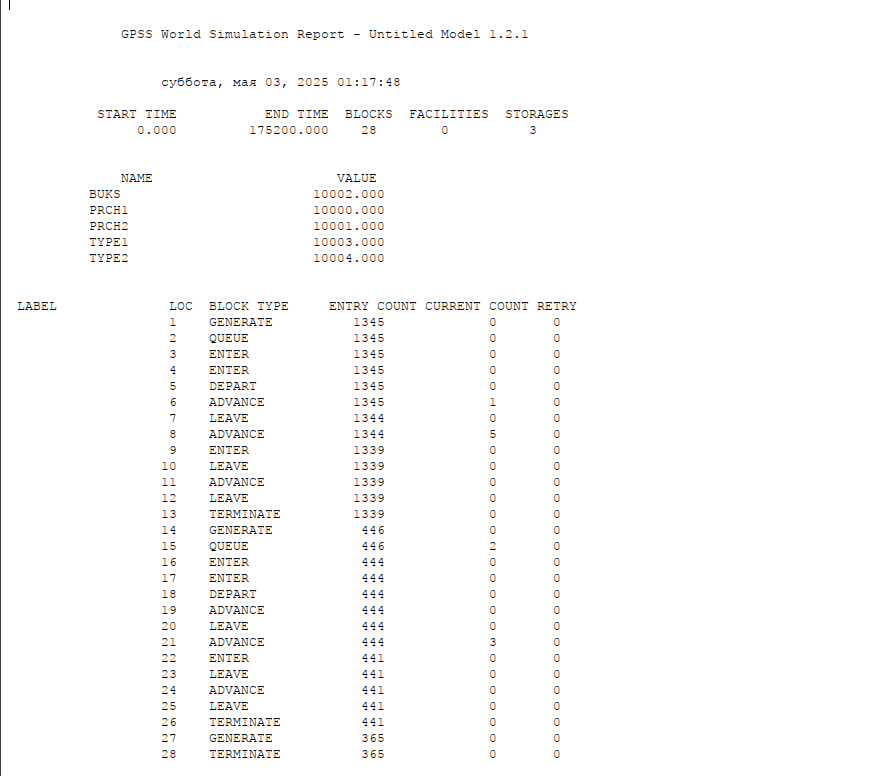 GPSS World Simulation Report - Untitled Model 1.2.1
суббота, мая 03, 2025 01:17:48
START TIME END TIME BLOCKS FACILITIES STORAGES
0.000 175200.000 28 0 3
NAME VALUE
BUKS 10002.000
PRCH1 10000.000
PRCH2 10001.000
TYPE1 10003.000
TYPE2 10004.000
LABEL LOC BLOCK TYPE ENTRY COUNT CURRENT COUNT RETRY
1 GENERATE 1345 0 0
2 QUEUE 1345 0 0
3 ENTER 1345 0 0
4 ENTER 1345 0 0
5 DEPART 1345 0 0
6 ADVANCE 1345 1 0
7 LEAVE 1344 0 0
8 ADVANCE 1344 5 0
9 ENTER 1339 0 0
10 LEAVE 1339 0 0
11 ADVANCE 1339 0 0
12 LEAVE 1339 0 0
13 TERMINATE 1339 0 0
14 GENERATE 446 0 0
15 QUEUE 446 2 0
16 ENTER 444 0 0
17 ENTER 444 0 0
18 DEPART 444 0 0
19 ADVANCE 444 0 0
20 LEAVE 444 0 0
21 ADVANCE 444 3 0
22 ENTER 441 0 0
23 LEAVE 441 0 0
24 ADVANCE 441 0 0
25 LEAVE 441 0 0
26 TERMINATE 441 0 0
27 GENERATE 365 0 0
28 TERMINATE 365 0 0